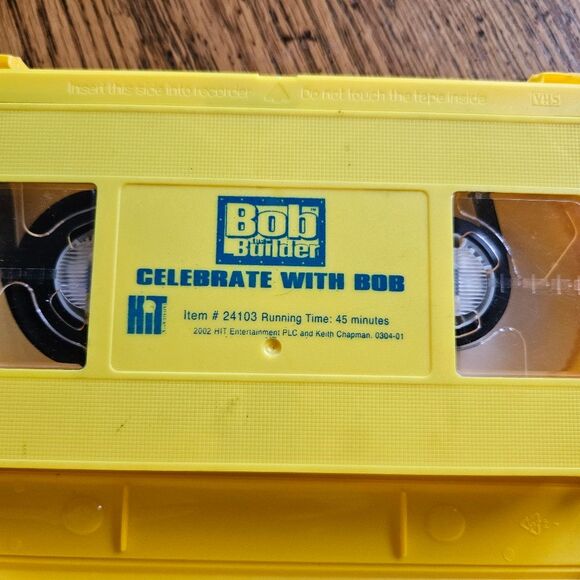 Insert this side into recorder △ Do not touch the tape inside VHS
Bob™
the
Builder
CELEBRATE WITH BOB
HiT
Item # 24103 Running Time: 45 minutes
2002 HIT Entertainment PLC and Keith Chapman. 0304-01